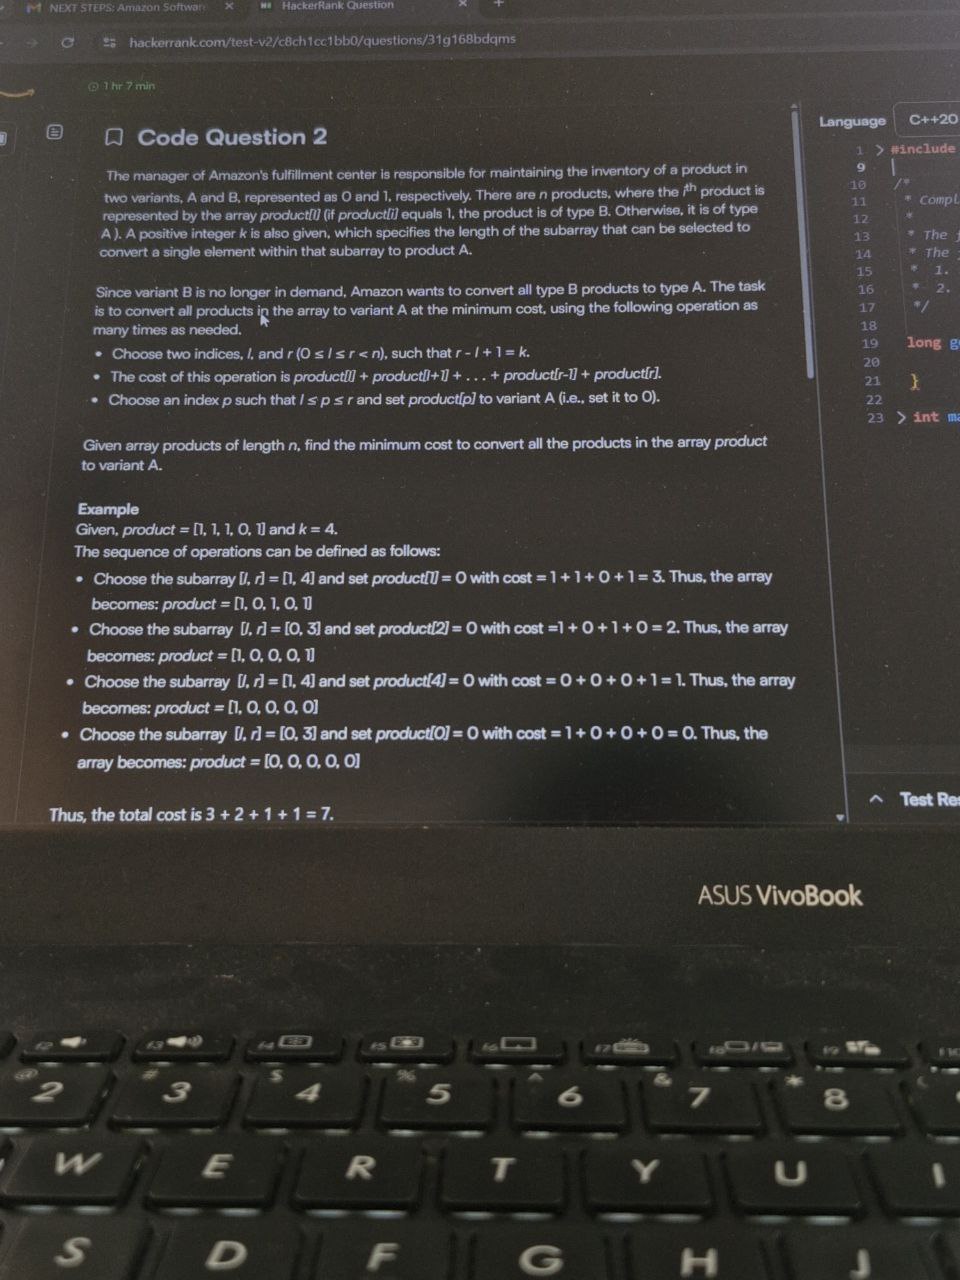 NEXT STEPS: Amazon Softwar
HackerRank Question
hackerrank.com/test-v2/c8ch1cc1bb0/questions/31g168bdqms
1 hr 7 min
Code Question 2
The manager of Amazon's fulfillment center is responsible for maintaining the inventory of a product in
two variants, A and B, represented as 0 and 1, respectively. There are n products, where the ith product is
represented by the array product[i] (if product[i] equals 1, the product is of type B. Otherwise, it is of type
A ). A positive integer k is also given, which specifies the length of the subarray that can be selected to
convert a single element within that subarray to product A.
Since variant B is no longer in demand, Amazon wants to convert all type B products to type A. The task
is to convert all products in the array to variant A at the minimum cost, using the following operation as
many times as needed.
• Choose two indices, l, and r (0 ≤ l ≤ r < n), such that r - l + 1 = k.
• The cost of this operation is product[l] + product[l+1] + . . . + product[r-1] + product[r].
• Choose an index p such that l ≤ p ≤ r and set product[p] to variant A (i.e., set it to 0).
Given array products of length n, find the minimum cost to convert all the products in the array product
to variant A.
Example
Given, product = [1, 1, 1, 0, 1] and k = 4.
The sequence of operations can be defined as follows:
• Choose the subarray [l, r] = [1, 4] and set product[1] = 0 with cost = 1 + 1 + 0 + 1 = 3. Thus, the array
becomes: product = [1, 0, 1, 0, 1]
• Choose the subarray [l, r] = [0, 3] and set product[2] = 0 with cost =1 + 0 + 1 + 0 = 2. Thus, the array
becomes: product = [1, 0, 0, 0, 1]
• Choose the subarray [l, r] = [1, 4] and set product[4] = 0 with cost = 0 + 0 + 0 + 1 = 1. Thus, the array
becomes: product = [1, 0, 0, 0, 0]
• Choose the subarray [l, r] = [0, 3] and set product[0] = 0 with cost = 1 + 0 + 0 + 0 = 0. Thus, the
array becomes: product = [0, 0, 0, 0, 0]
Thus, the total cost is 3 + 2 + 1 + 1 = 7.
Language C++20
1 > #include
9
10 /*
11 * Compl
12 *
13 * The f
14 * The
15 * 1.
16 * 2.
17 */
18
19 long g
20
21 }
22
23 > int ma
Test Res
ASUS VivoBook
f2 f3 f4 f5 f6 f7 f8 f9 f10
@ 2 # 3 $ 4 % 5 ^ 6 & 7 * 8 (
W E R T Y U I
S D F G H J